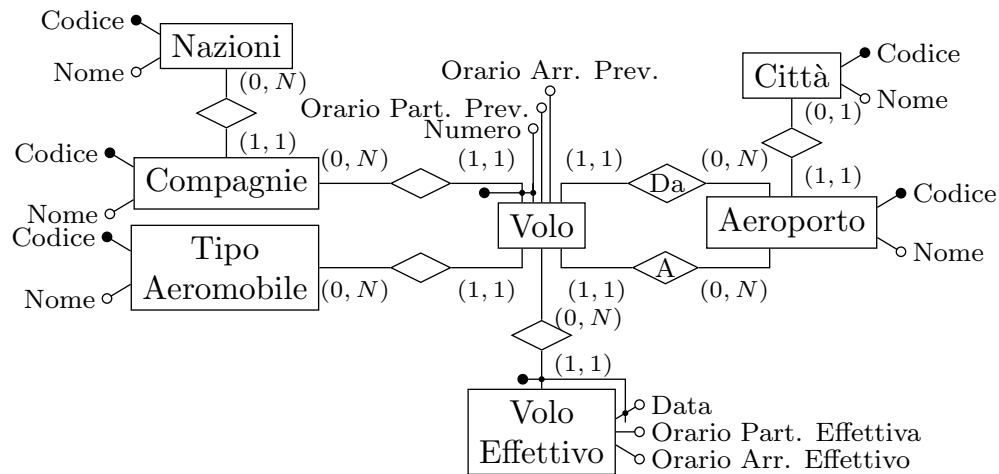 Codice
Nazioni
Nome
(0, N)
(1, 1)
Codice
Compagnie
Nome
(0, N)
(1, 1)
Orario Arr. Prev.
Orario Part. Prev.
Numero
Volo
Codice
Tipo
Aeromobile
Nome
(0, N)
(1, 1)
(1, 1)
Da
(0, N)
(1, 1)
A
(0, N)
Codice
Città
Nome
(0, 1)
(1, 1)
Codice
Aeroporto
Nome
(0, N)
(1, 1)
Volo
Effettivo
Data
Orario Part. Effettiva
Orario Arr. Effettivo